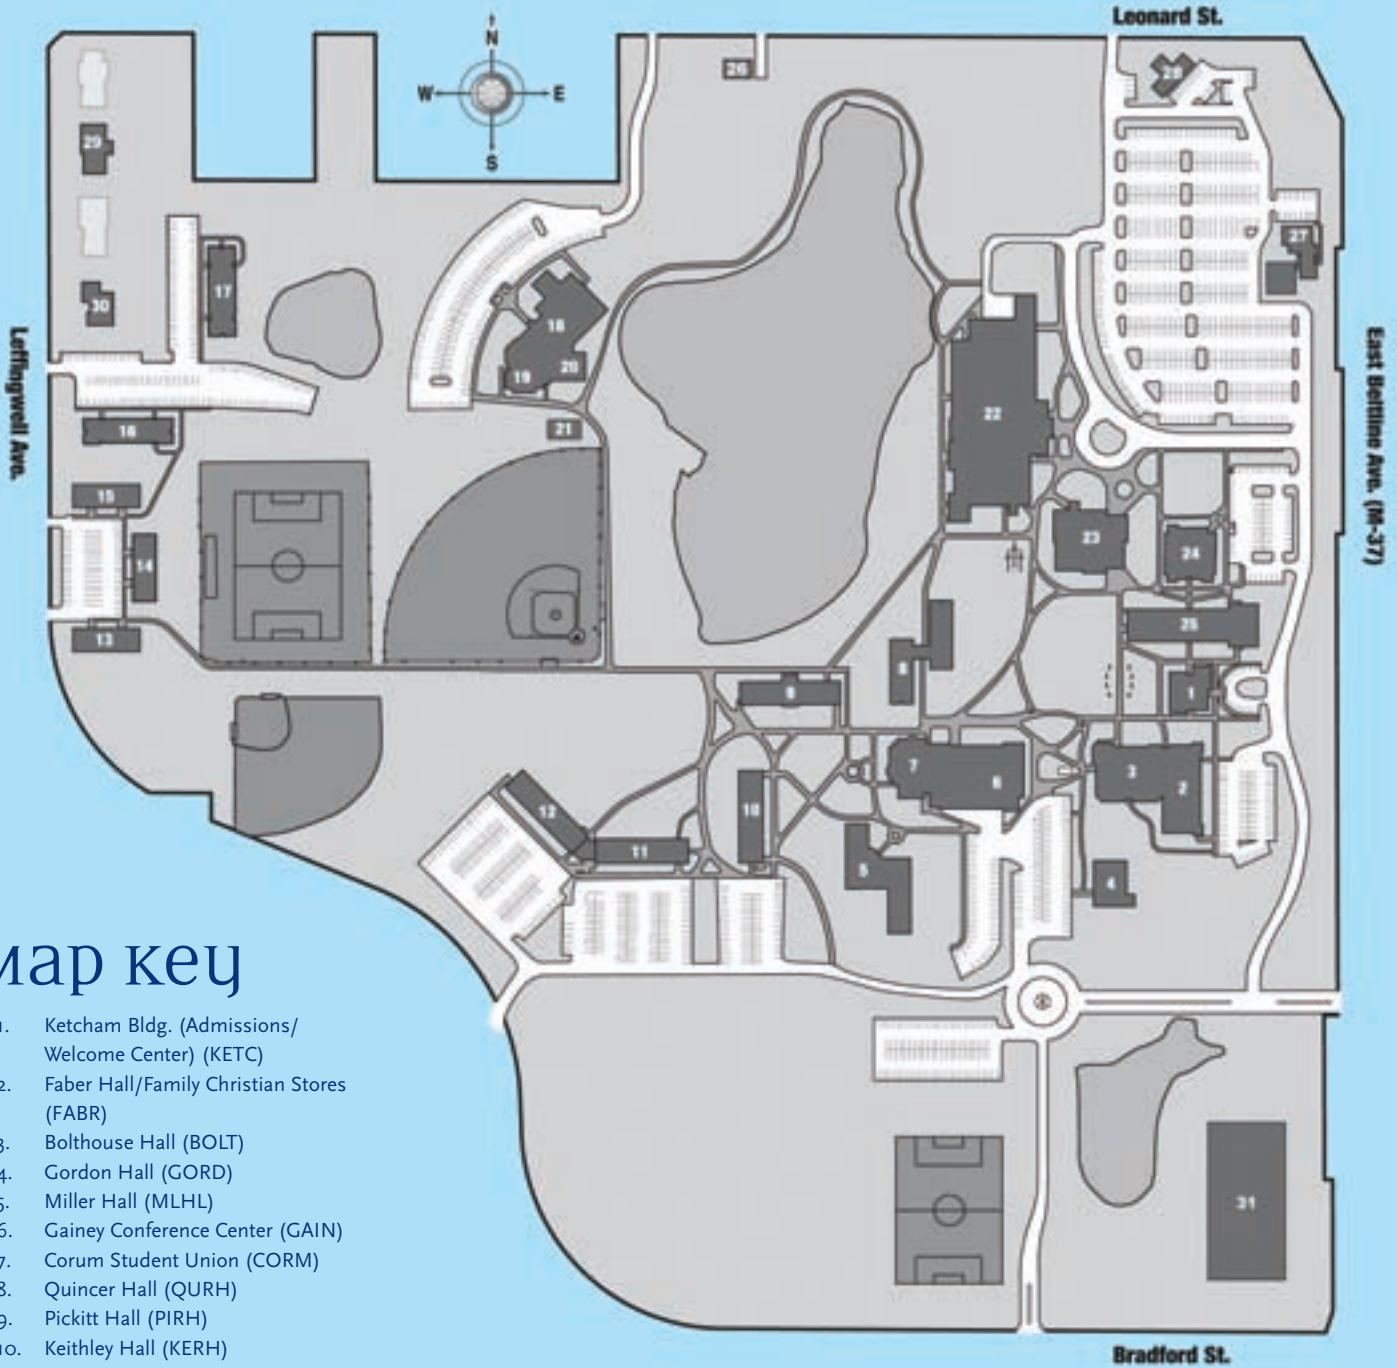 Leonard St.
N
W
E
S
26
28
29
27
17
30
18
20
19
22
21
16
15
23
14
24
13
25
8
9
1
7
6
3
2
12
10
11
5
4
31
Leffingwell Ave.
East Beltline Ave. (M-37)
Map Key
1. Ketcham Bldg. (Admissions/
Welcome Center) (KETC)
2. Faber Hall/Family Christian Stores
(FABR)
3. Bolthouse Hall (BOLT)
4. Gordon Hall (GORD)
5. Miller Hall (MLHL)
6. Gainey Conference Center (GAIN)
7. Corum Student Union (CORM)
8. Quincer Hall (QURH)
9. Pickitt Hall (PIRH)
10. Keithley Hall (KERH)
Bradford St.